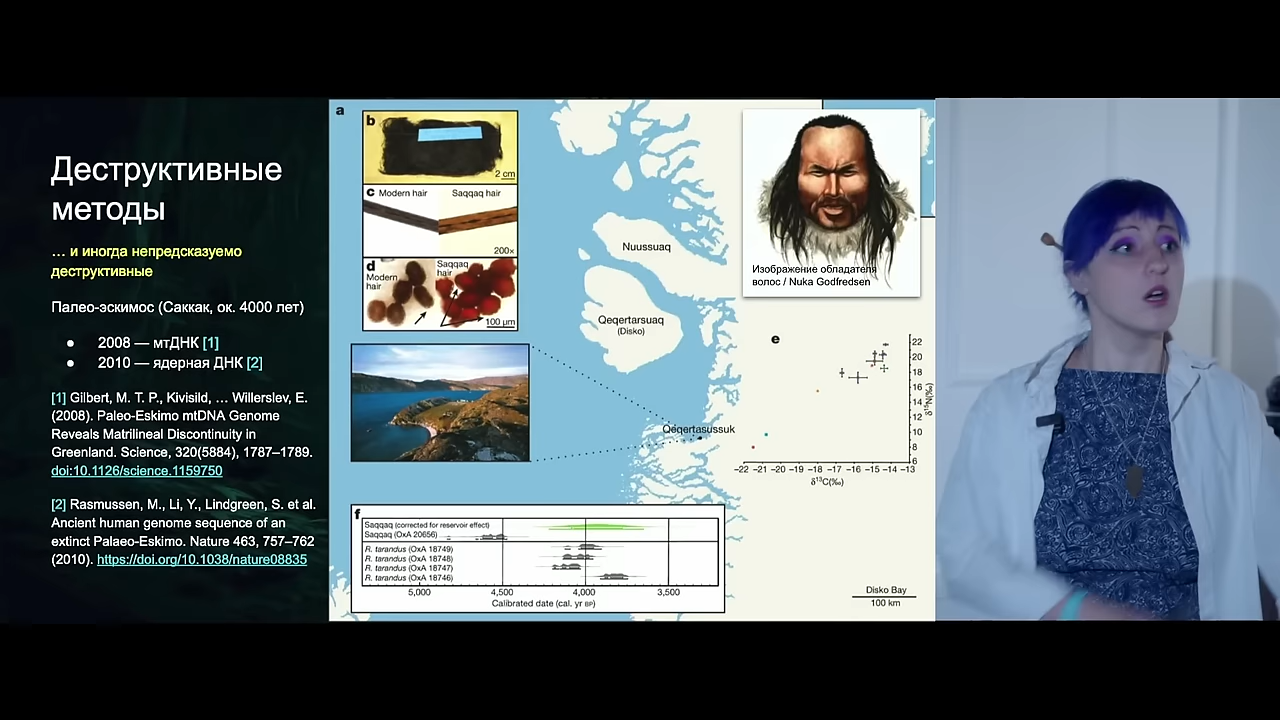 Деструктивные
методы
… и иногда непредсказуемо
деструктивные
Палео-эскимос (Саккак, ок. 4000 лет)
● 2008 — мтДНК [1]
● 2010 — ядерная ДНК [2]
[1] Gilbert, M. T. P., Kivisild, … Willerslev, E.
(2008). Paleo-Eskimo mtDNA Genome
Reveals Matrilineal Discontinuity in
Greenland. Science, 320(5884), 1787–1789.
doi:10.1126/science.1159750
[2] Rasmussen, M., Li, Y., Lindgreen, S. et al.
Ancient human genome sequence of an
extinct Palaeo-Eskimo. Nature 463, 757–762
(2010). https://doi.org/10.1038/nature08835
a
b
2 cm
c Modern hair Saqqaq hair
200×
d Modern
hair
Saqqaq
hair
100 µm
Nuussuaq
Qeqertarsuaq
(Disko)
Qeqertasussuk
Изображение обладателя
волос / Nuka Godfredsen
e
22
20
18
16
14
12
10
8
6
δ15N(‰)
−22 −21 −20 −19 −18 −17 −16 −15 −14 −13
δ13C(‰)
f
Saqqaq (corrected for reservoir effect)
Saqqaq (OxA 20656)
R. tarandus (OxA 18749)
R. tarandus (OxA 18748)
R. tarandus (OxA 18747)
R. tarandus (OxA 18746)
5,000 4,500 4,000 3,500
Calibrated date (cal. yr BP)
Disko Bay
100 km